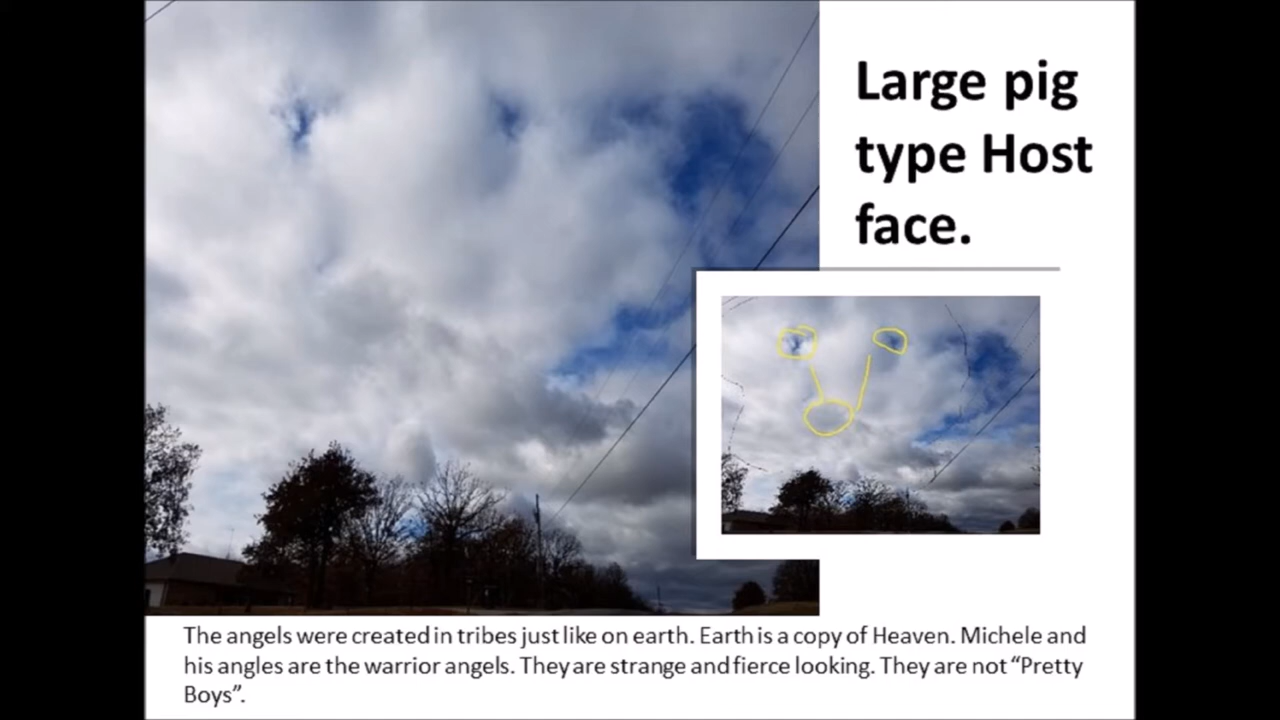 Large pig
type Host
face.
The angels were created in tribes just like on earth. Earth is a copy of Heaven. Michele and
his angles are the warrior angels. They are strange and fierce looking. They are not “Pretty
Boys”.